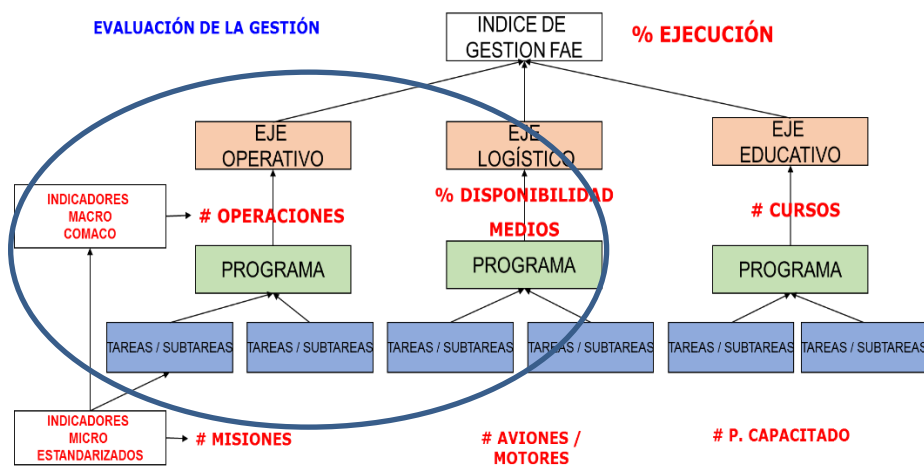 EVALUACIÓN DE LA GESTIÓN
INDICE DE
GESTION FAE
% EJECUCIÓN
EJE
OPERATIVO
EJE
LOGÍSTICO
EJE
EDUCATIVO
INDICADORES
MACRO
COMACO
# OPERACIONES
% DISPONIBILIDAD
MEDIOS
# CURSOS
PROGRAMA
PROGRAMA
PROGRAMA
TAREAS / SUBTAREAS
TAREAS / SUBTAREAS
TAREAS / SUBTAREAS
TAREAS / SUBTAREAS
TAREAS / SUBTAREAS
TAREAS / SUBTAREAS
INDICADORES
MICRO
ESTANDARIZADOS
# MISIONES
# AVIONES /
MOTORES
# P. CAPACITADO